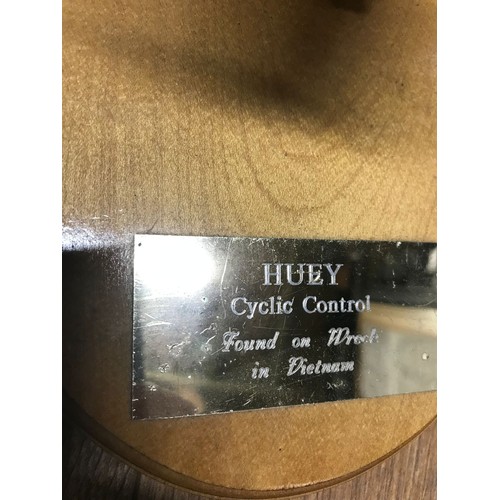 HUEY
Cyclic Control
Found on Wreck
in Vietnam